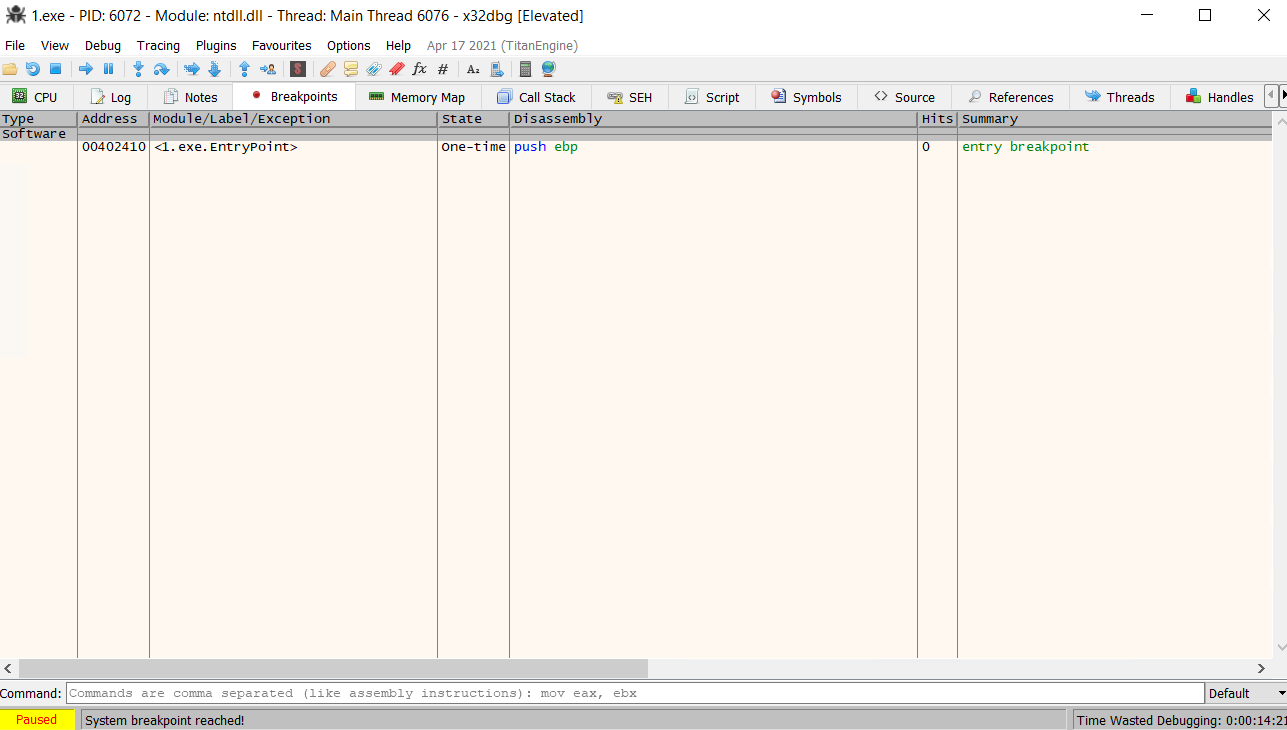 1.exe - PID: 6072 - Module: ntdll.dll - Thread: Main Thread 6076 - x32dbg [Elevated]
File View Debug Tracing Plugins Favourites Options Help Apr 17 2021 (TitanEngine)
CPU Log Notes Breakpoints Memory Map Call Stack SEH Script Symbols Source References Threads Handles
Type Address Module/Label/Exception State Disassembly Hits Summary
Software
00402410 <1.exe.EntryPoint> One-time push ebp 0 entry breakpoint
Command: Commands are comma separated (like assembly instructions): mov eax, ebx Default
Paused System breakpoint reached! Time Wasted Debugging: 0:00:14:21